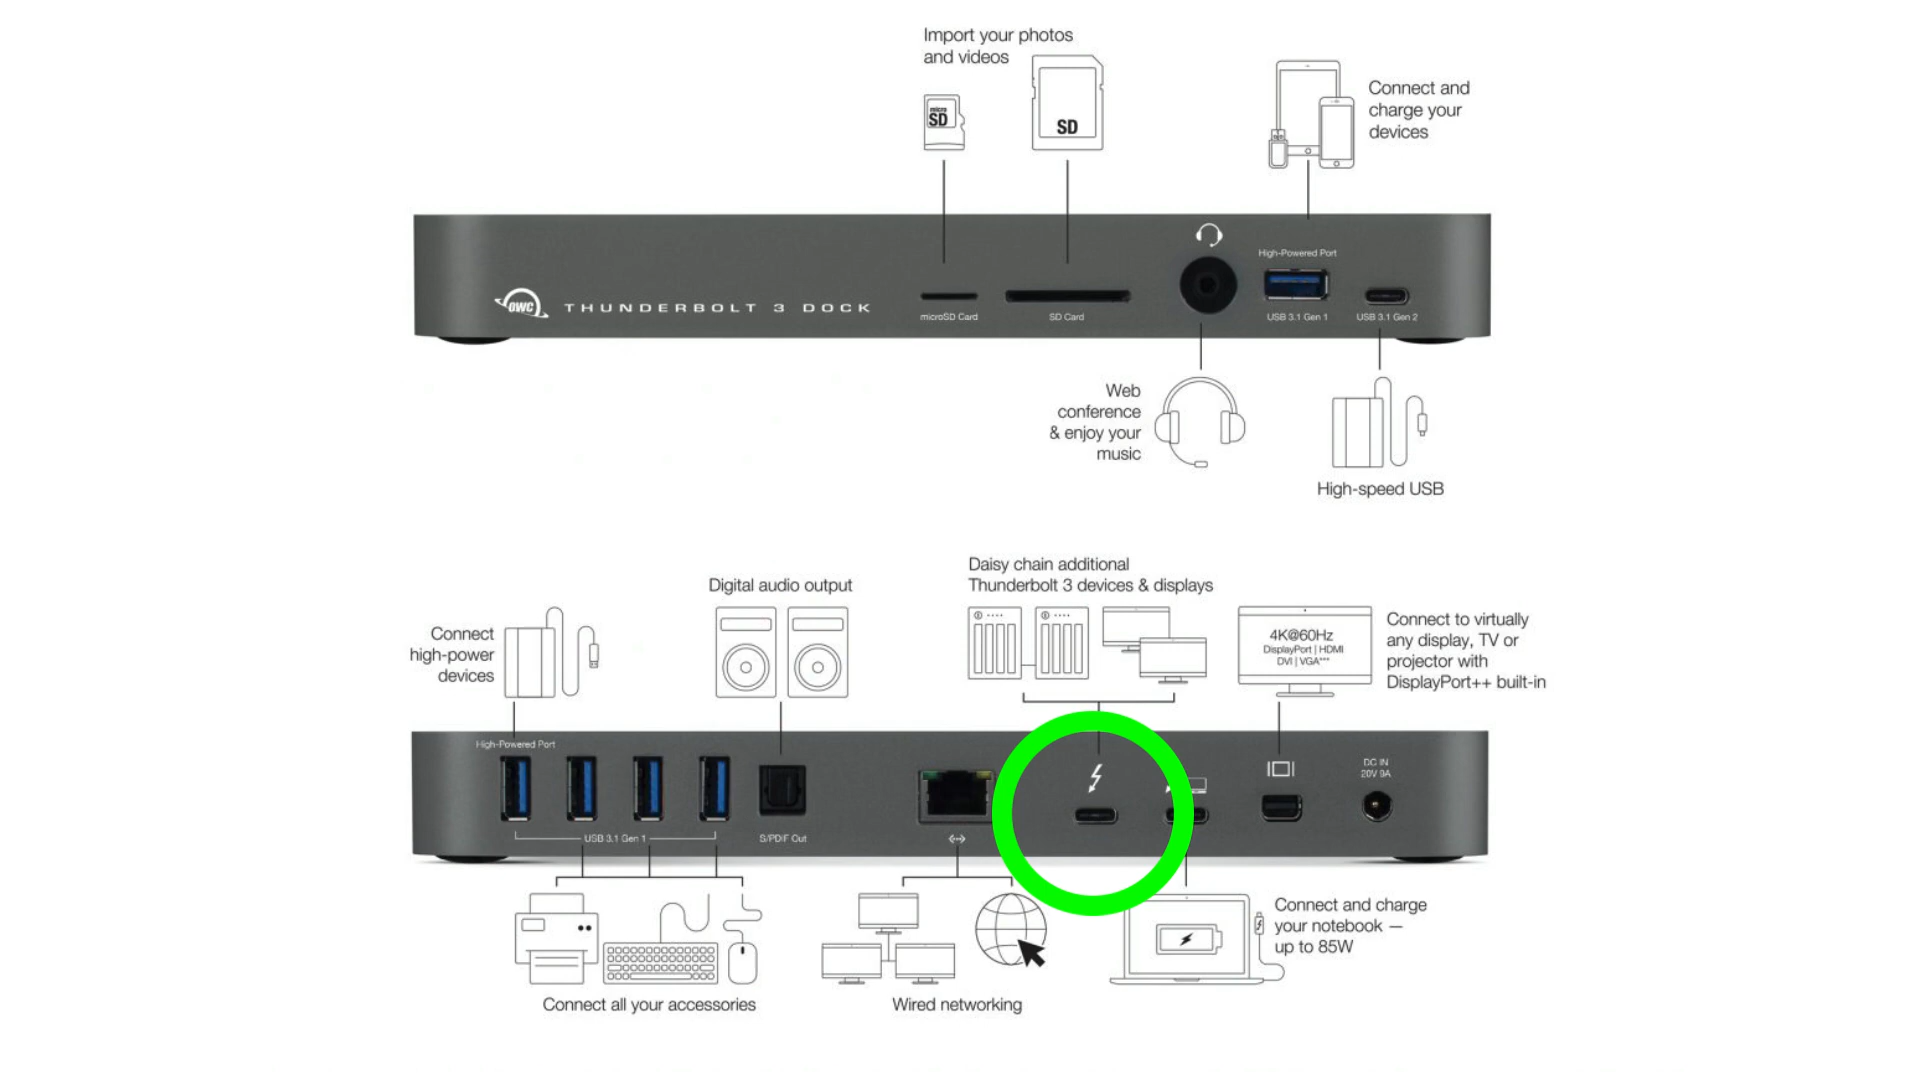 Import your photos
and videos
micro
SD
SD
Connect and
charge your
devices
High-Powered Port
OWC
THUNDERBOLT 3 DOCK
microSD Card
SD Card
USB 3.1 Gen 1
USB 3.1 Gen 2
Web
conference
& enjoy your
music
High-speed USB
Daisy chain additional
Thunderbolt 3 devices & displays
Digital audio output
Connect
high-power
devices
4K@60Hz
DisplayPort | HDMI
DVI | VGA***
Connect to virtually
any display, TV or
projector with
DisplayPort++ built-in
High-Powered Port
DC IN
20V 9A
USB 3.1 Gen 1
S/PDIF Out
Connect and charge
your notebook —
up to 85W
Connect all your accessories
Wired networking